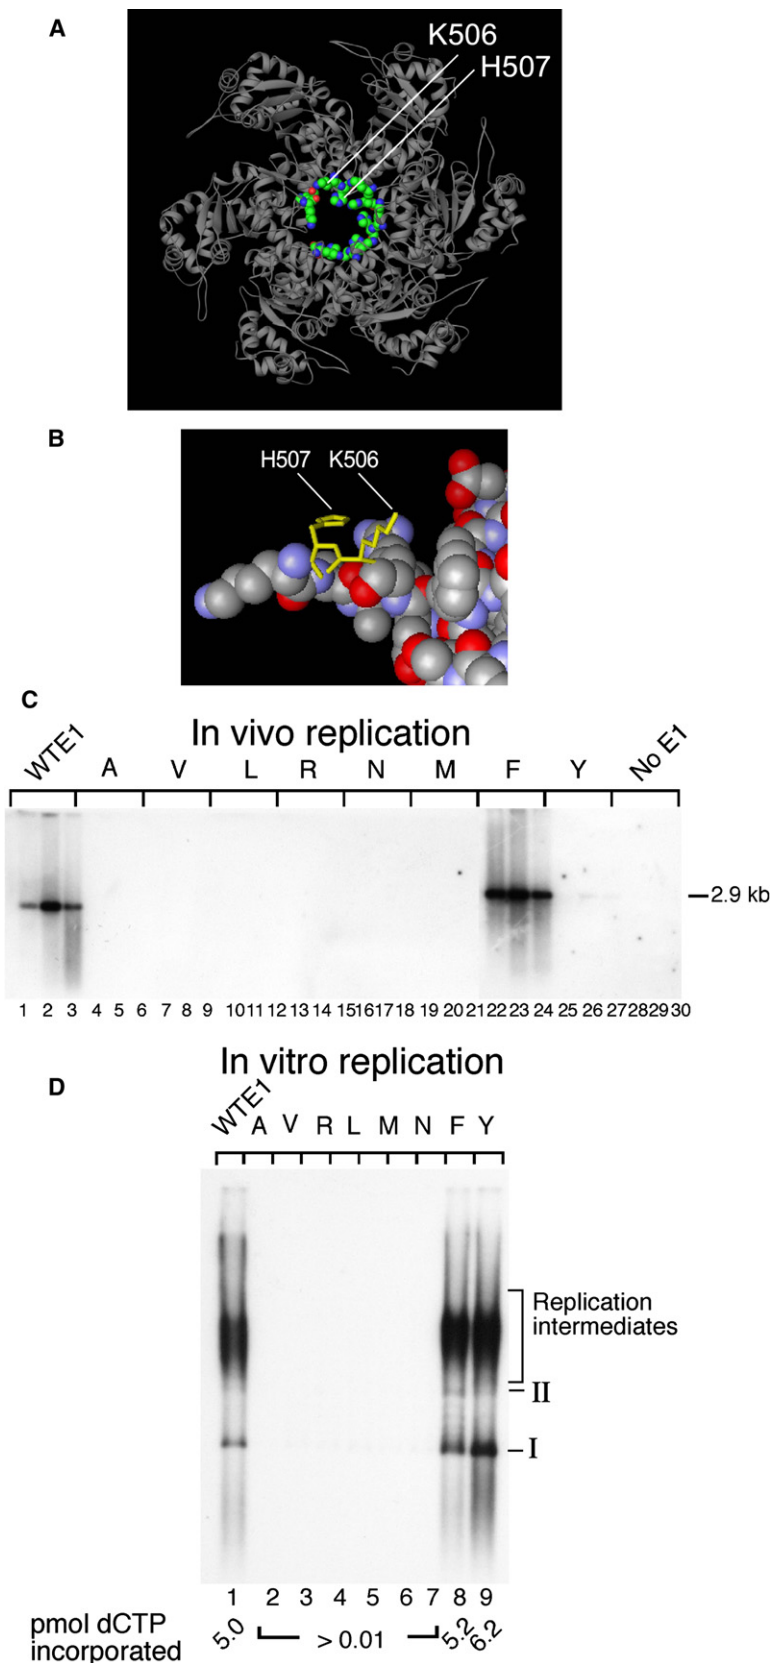 A
K506
H507
B
H507 K506
C
In vivo replication
WTE1 A V L R N M F Y No E1
2.9 kb
1 2 3 4 5 6 7 8 9 10 11 12 13 14 15 16 17 18 19 20 21 22 23 24 25 26 27 28 29 30
In vitro replication
D
WTE1 A V R L M N F Y
Replication
intermediates
II
I
1 2 3 4 5 6 7 8 9
pmol dCTP
incorporated
5.0 > 0.01 5.2 6.2